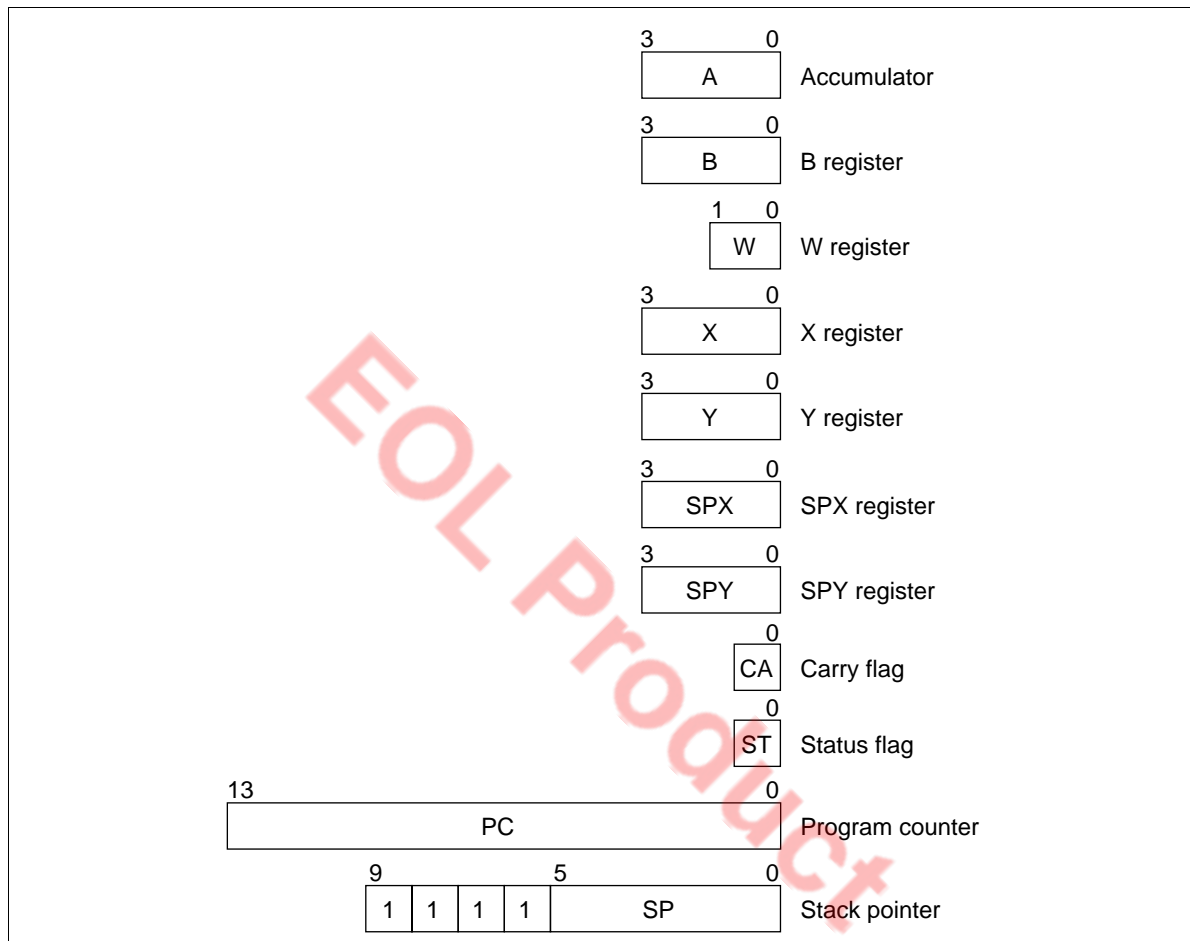 3 0
A Accumulator
3 0
B B register
1 0
W W register
3 0
X X register
3 0
Y Y register
3 0
SPX SPX register
3 0
SPY SPY register
0
CA Carry flag
0
ST Status flag
13 0
PC Program counter
9 5 0
1 1 1 1 SP Stack pointer
EOL Product